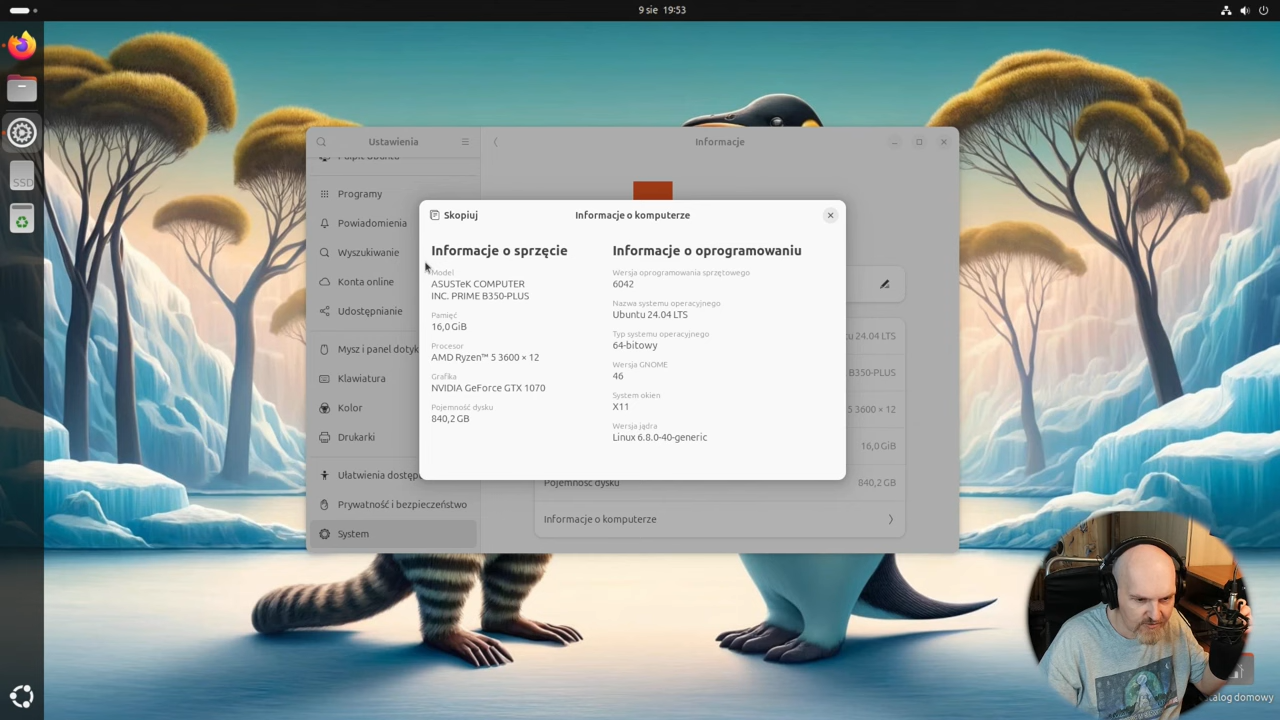 9 sie 19:53
Ustawienia
Informacje
Programy
Powiadomienia
Wyszukiwanie
Konta online
Udostępnianie
Mysz i panel dotyk
Klawiatura
Kolor
Drukarki
Ułatwienia dostęp
Prywatność i bezpieczeństwo
System
SSD
Skopiuj
Informacje o komputerze
Informacje o sprzęcie
Model
ASUSTeK COMPUTER
INC. PRIME B350-PLUS
Pamięć
16,0 GiB
Procesor
AMD Ryzen™ 5 3600 × 12
Grafika
NVIDIA GeForce GTX 1070
Pojemność dysku
840,2 GB
Informacje o oprogramowaniu
Wersja oprogramowania sprzętowego
6042
Nazwa systemu operacyjnego
Ubuntu 24.04 LTS
Typ systemu operacyjnego
64-bitowy
Wersja GNOME
46
System okien
X11
Wersja jądra
Linux 6.8.0-40-generic
u 24.04 LTS
B350-PLUS
5 3600 × 12
16,0 GiB
Pojemność dysku
840,2 GB
Informacje o komputerze
talog domowy